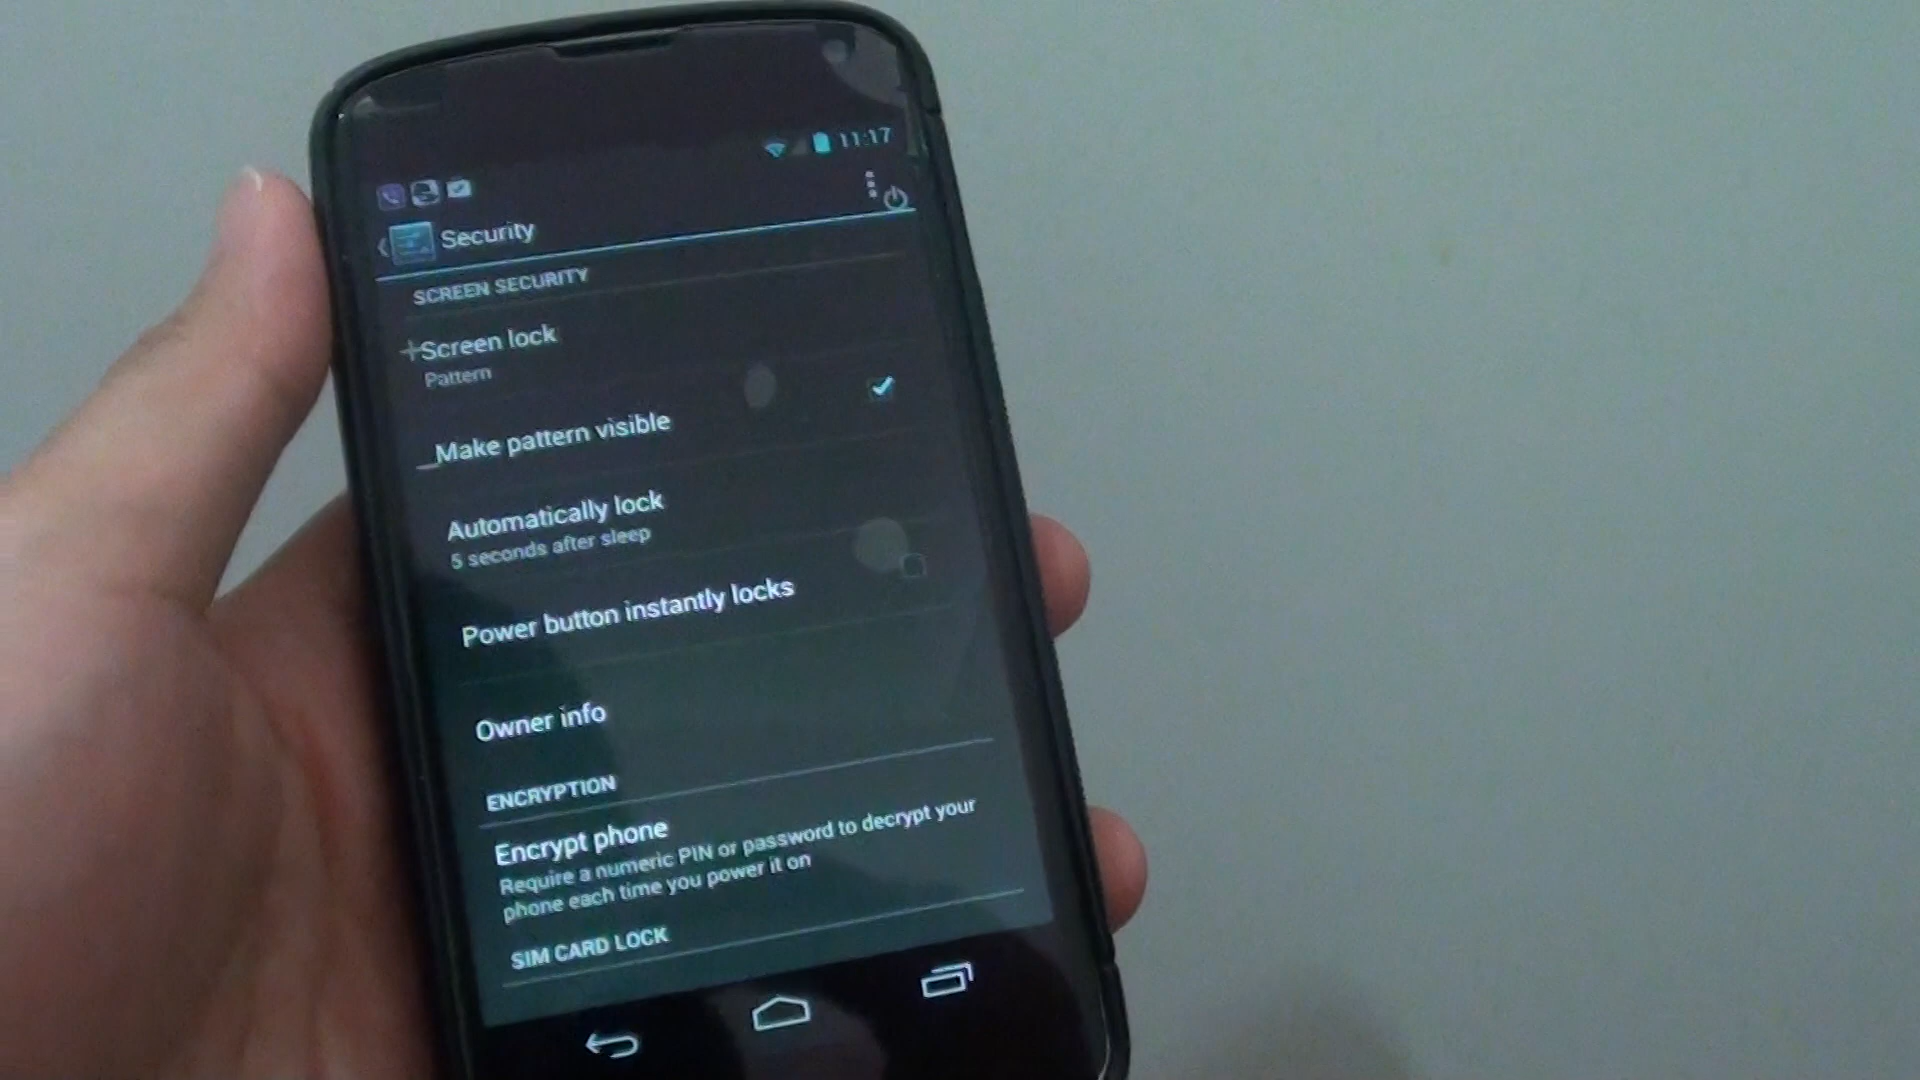 11:17
Security
SCREEN SECURITY
Screen lock
Pattern
Make pattern visible
Automatically lock
5 seconds after sleep
Power button instantly locks
Owner info
ENCRYPTION
Encrypt phone
Require a numeric PIN or password to decrypt your
phone each time you power it on
SIM CARD LOCK